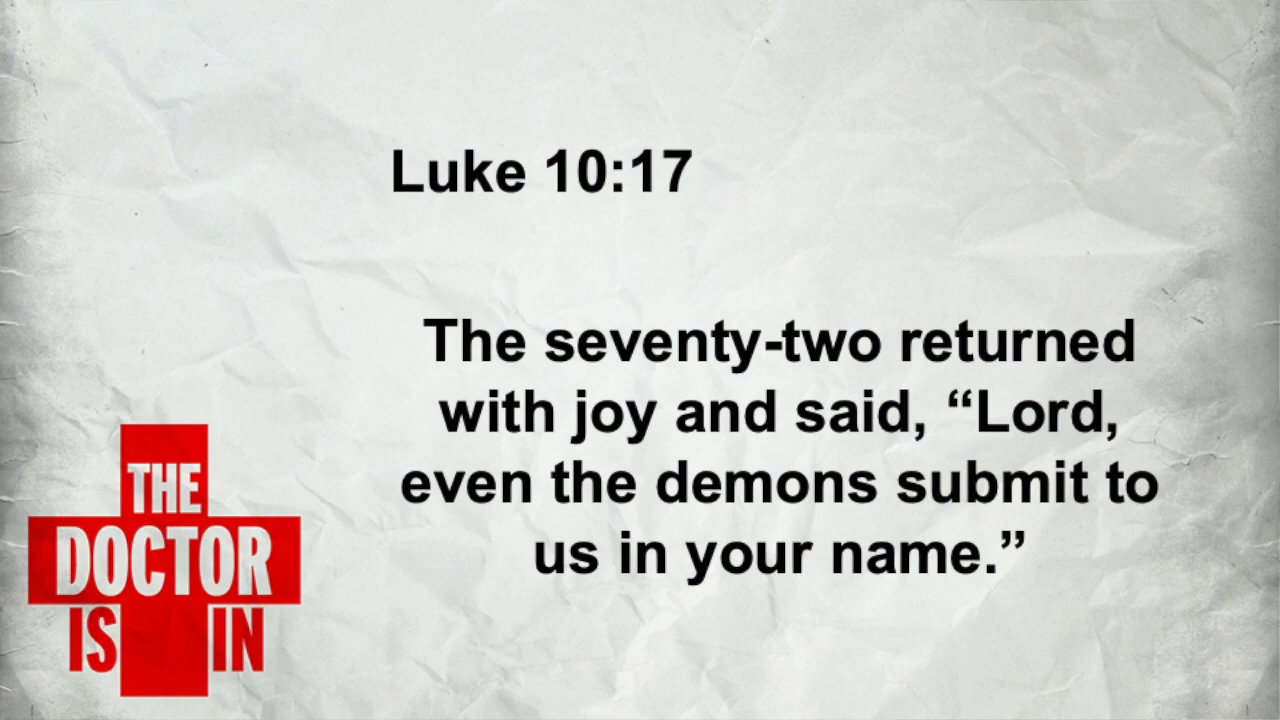 Luke 10:17
The seventy-two returned
with joy and said, “Lord,
even the demons submit to
us in your name.”
THE
DOCTOR
IS IN